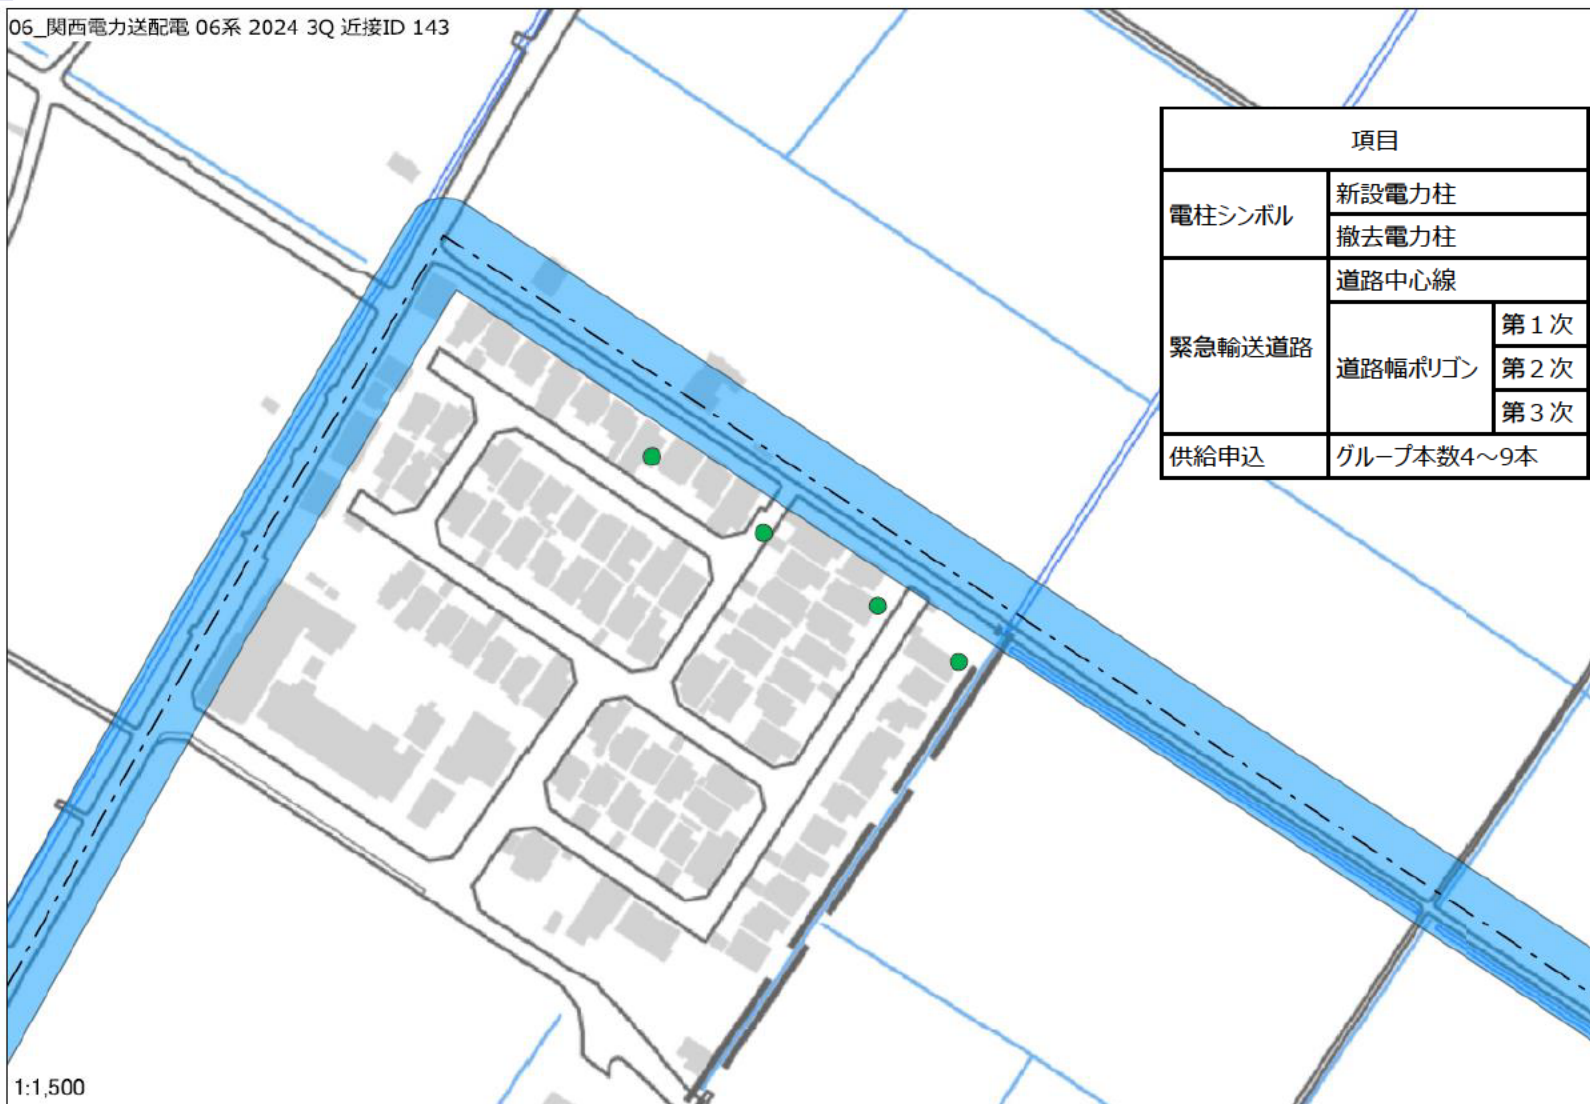 06_関西電力送配電 06系 2024 3Q 近接ID 143
項目
電柱シンボル
新設電力柱
撤去電力柱
緊急輸送道路
道路中心線
道路幅ポリゴン
第1次
第2次
第3次
供給申込
グループ本数4～9本
1:1,500